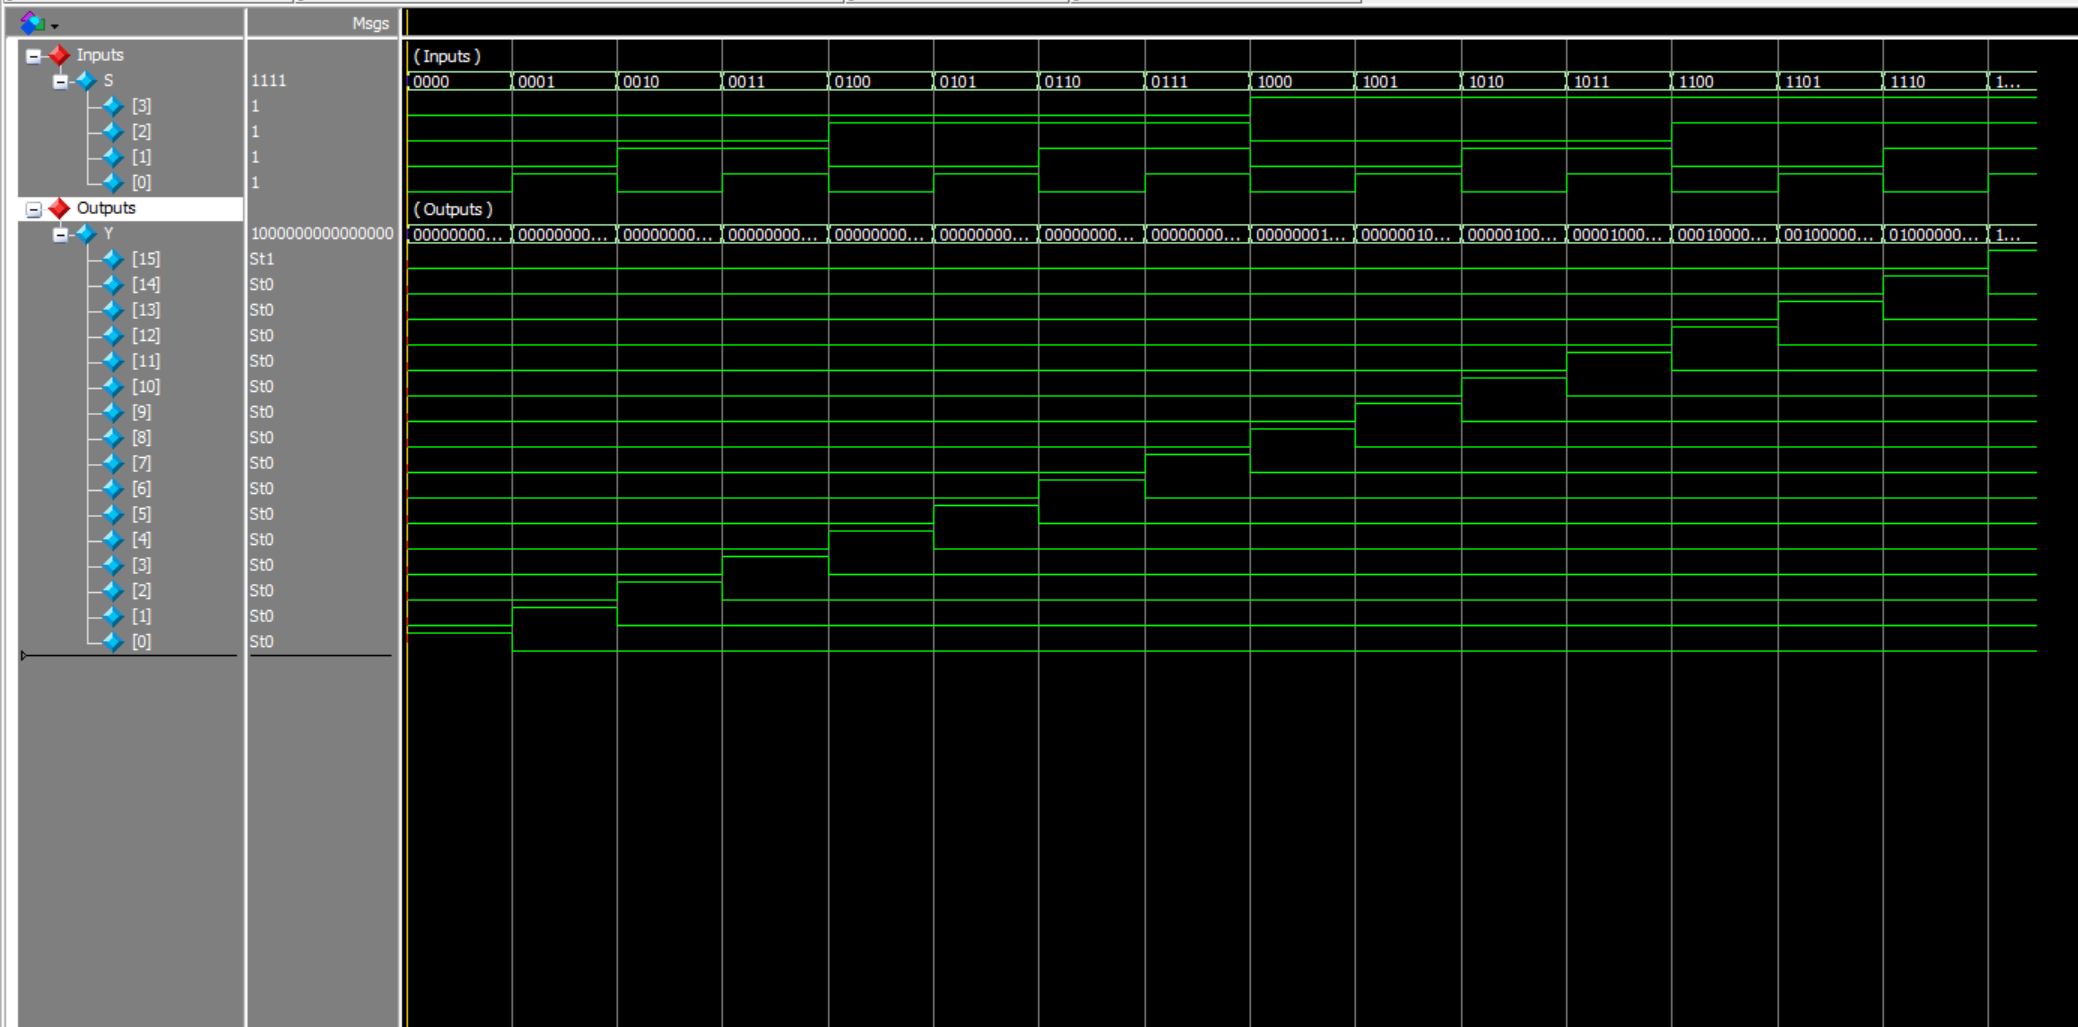 Msgs
Inputs ( Inputs )
S 1111 0000 0001 0010 0011 0100 0101 0110 0111 1000 1001 1010 1011 1100 1101 1110 1...
[3] 1
[2] 1
[1] 1
[0] 1
Outputs ( Outputs )
Y 1000000000000000 00000000... 00000000... 00000000... 00000000... 00000000... 00000000... 00000000... 00000000... 00000001... 00000010... 00000100... 00001000... 00010000... 00100000... 01000000... 1...
[15] St1
[14] St0
[13] St0
[12] St0
[11] St0
[10] St0
[9] St0
[8] St0
[7] St0
[6] St0
[5] St0
[4] St0
[3] St0
[2] St0
[1] St0
[0] St0